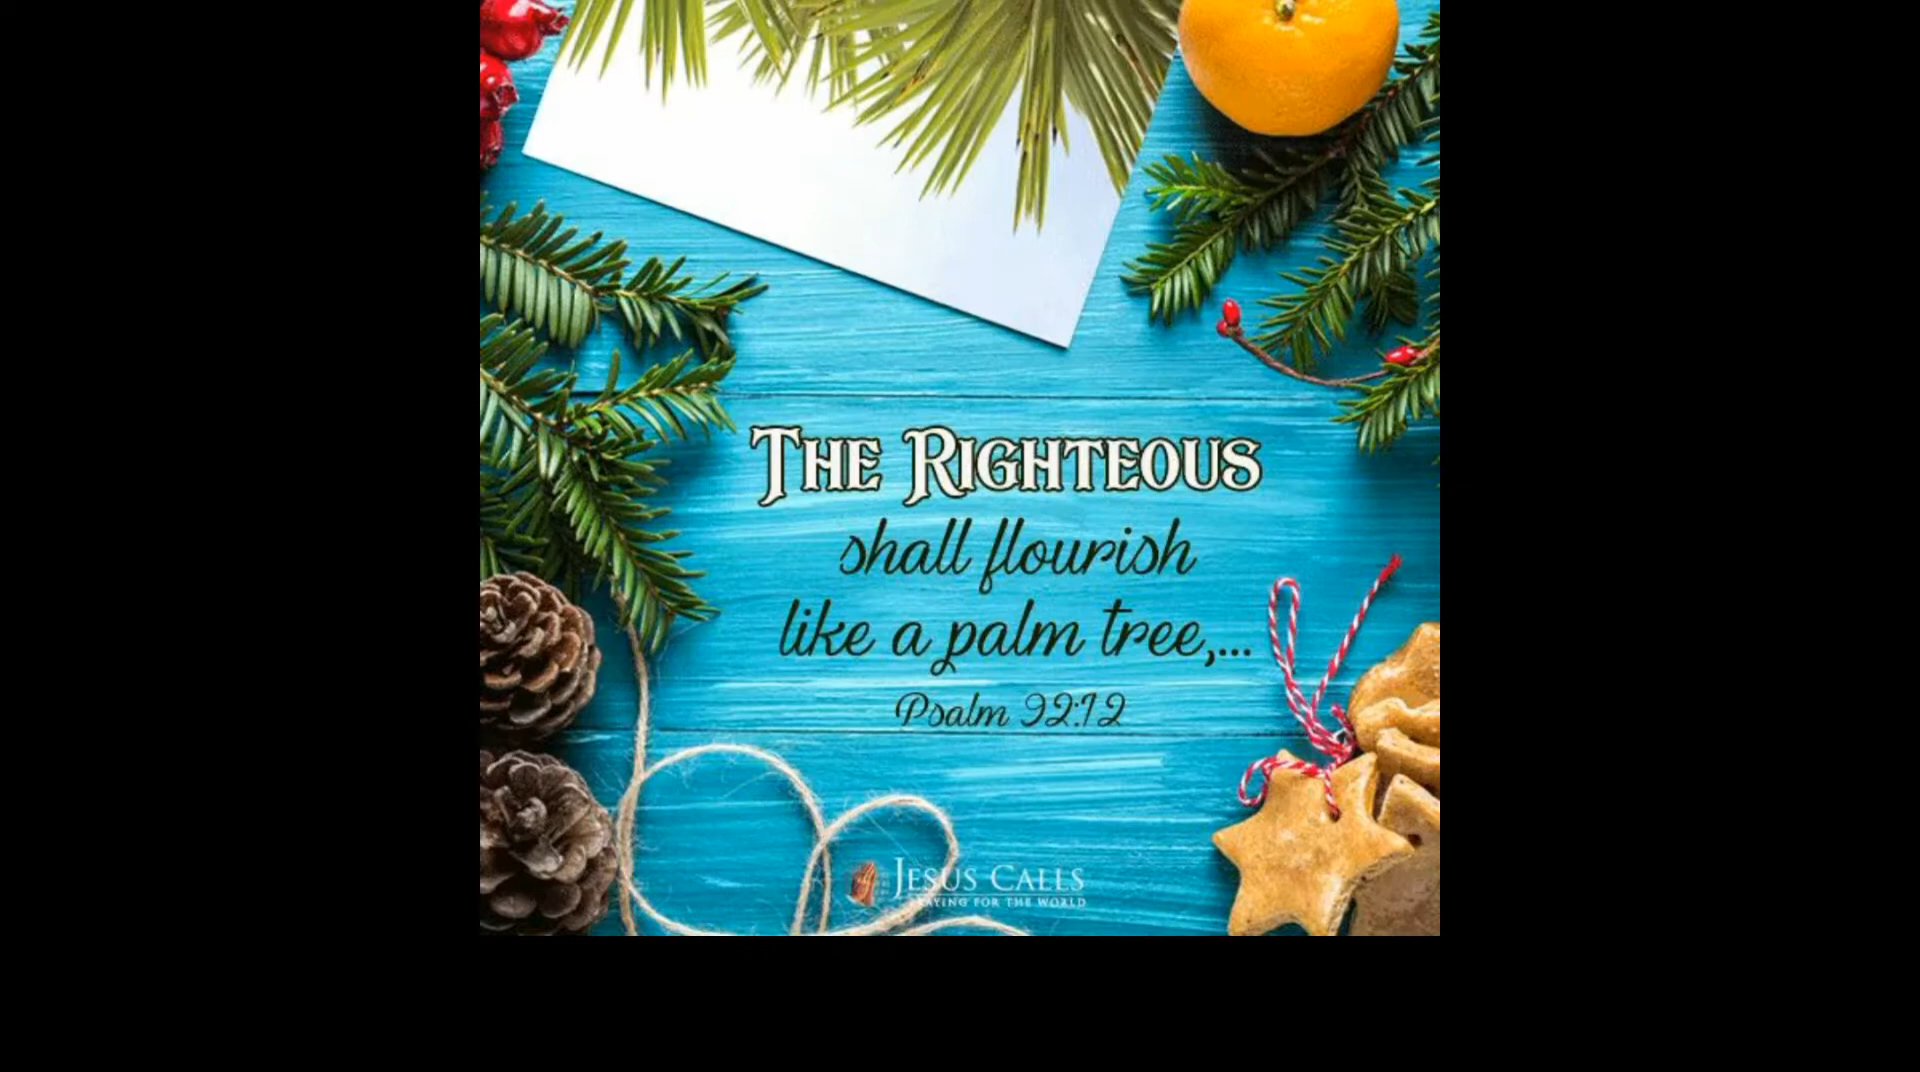 THE RIGHTEOUS
shall flourish
like a palm tree,...
Psalm 92:12
JESUS CALLS
PRAYING FOR THE WORLD